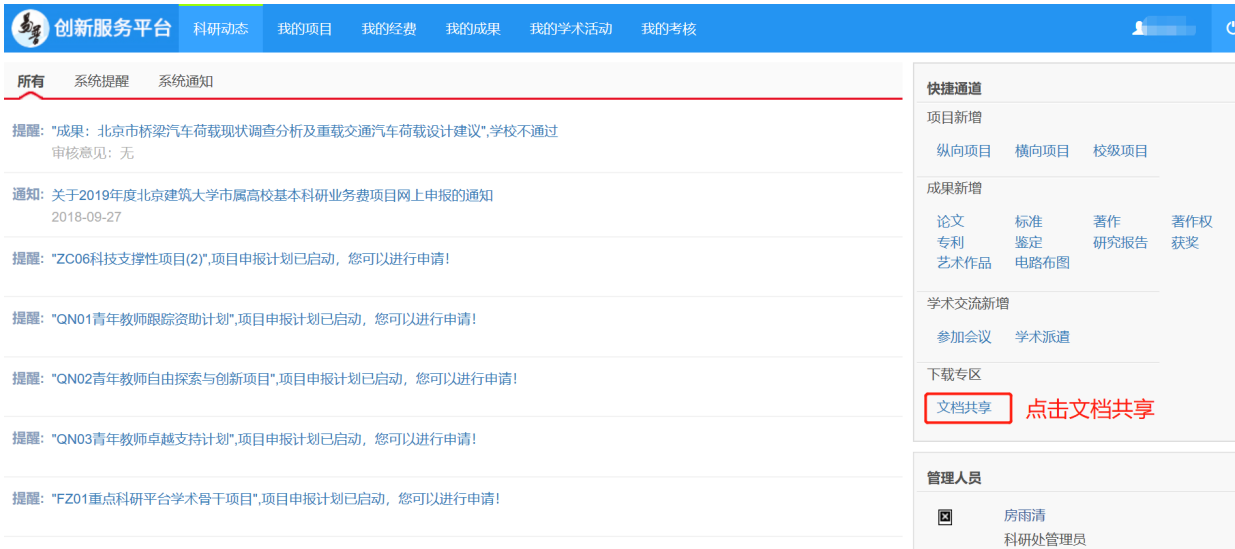 创新服务平台 科研动态 我的项目 我的经费 我的成果 我的学术活动 我的考核
所有 系统提醒 系统通知
提醒: "成果：北京市桥梁汽车荷载现状调查分析及重载交通汽车荷载设计建议",学校不通过
审核意见：无
通知: 关于2019年度北京建筑大学市属高校基本科研业务费项目网上申报的通知
2018-09-27
提醒: "ZC06科技支撑性项目(2)",项目申报计划已启动，您可以进行申请！
提醒: "QN01青年教师跟踪资助计划",项目申报计划已启动，您可以进行申请！
提醒: "QN02青年教师自由探索与创新项目",项目申报计划已启动，您可以进行申请！
提醒: "QN03青年教师卓越支持计划",项目申报计划已启动，您可以进行申请！
提醒: "FZ01重点科研平台学术骨干项目",项目申报计划已启动，您可以进行申请！
快捷通道
项目新增
纵向项目 横向项目 校级项目
成果新增
论文 标准 著作 著作权
专利 鉴定 研究报告 获奖
艺术作品 电路布图
学术交流新增
参加会议 学术派遣
下载专区
文档共享 点击文档共享
管理人员
房雨清
科研处管理员